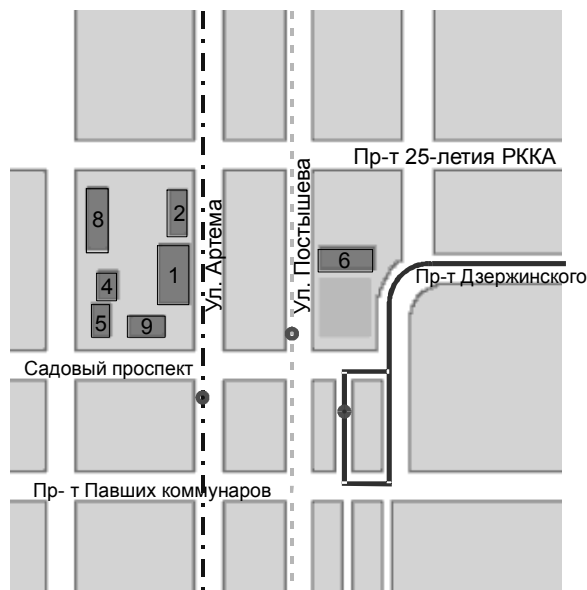 Пр-т 25-летия РККА
8
2
Ул. Артема
Ул. Постышева
1
6
Пр-т Дзержинского
4
5
9
Садовый проспект
Пр- т Павших коммунаров